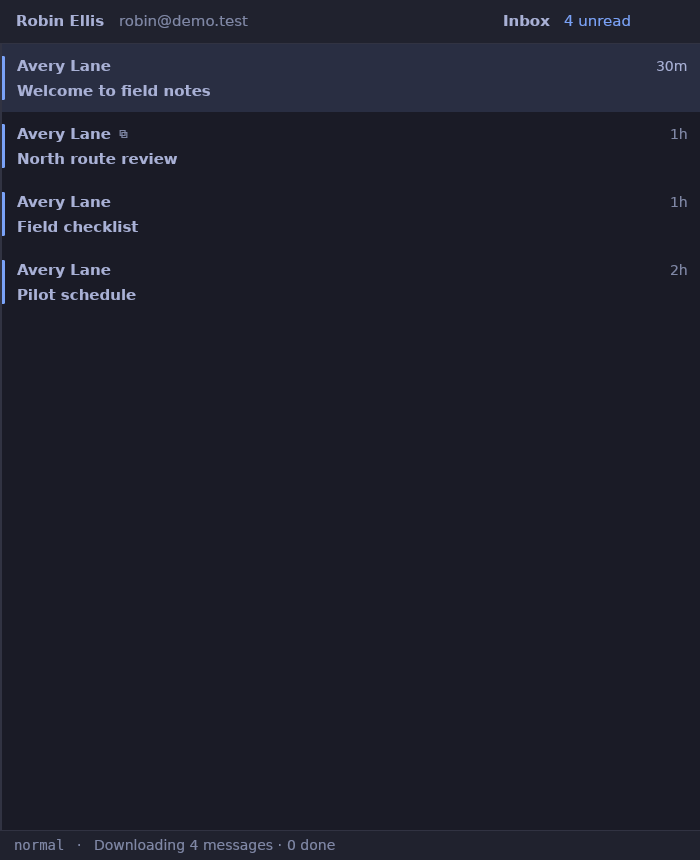 Robin Ellis robin@demo.test Inbox 4 unread
Avery Lane 30m
Welcome to field notes
Avery Lane 1h
North route review
Avery Lane 1h
Field checklist
Avery Lane 2h
Pilot schedule
normal · Downloading 4 messages · 0 done